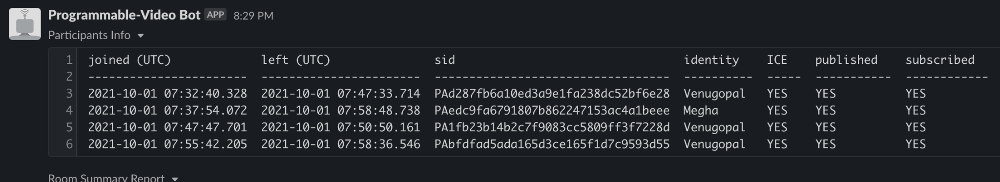 Programmable-Video Bot APP 8:29 PM
Participants Info
1 joined (UTC) left (UTC) sid identity ICE published subscribed
2 ----------------------- ----------------------- ---------------------------------- ---------- ----- ----------- ------------
3 2021-10-01 07:32:40.328 2021-10-01 07:47:33.714 PAd287fb6a10ed3a9e1fa238dc52bf6e28 Venugopal YES YES YES
4 2021-10-01 07:37:54.072 2021-10-01 07:58:48.738 PAedc9fa6791807b862247153ac4a1beee Megha YES YES YES
5 2021-10-01 07:47:47.701 2021-10-01 07:50:50.161 PA1fb23b14b2c7f9083cc5809ff3f7228d Venugopal YES YES YES
6 2021-10-01 07:55:42.205 2021-10-01 07:58:36.546 PAbfdfad5ada165d3ce165f1d7c9593d55 Venugopal YES YES YES
Room Summary Report